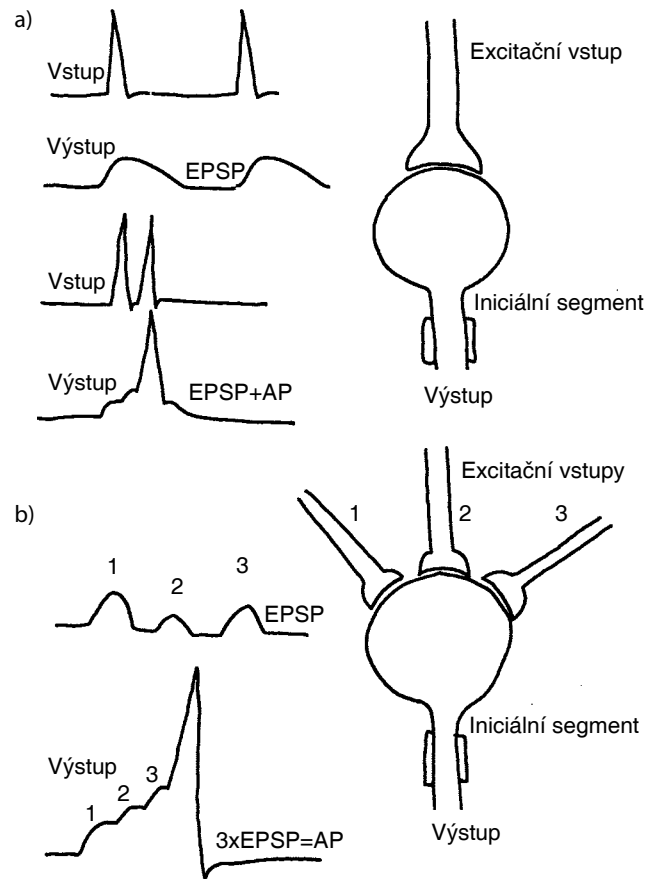 a)
Vstup
Výstup
EPSP
Vstup
Výstup
EPSP+AP
Excitační vstup
Iniciální segment
Výstup
b)
1
2
3
EPSP
Výstup
1
2
3
3xEPSP=AP
Excitační vstupy
1
2
3
Iniciální segment
Výstup